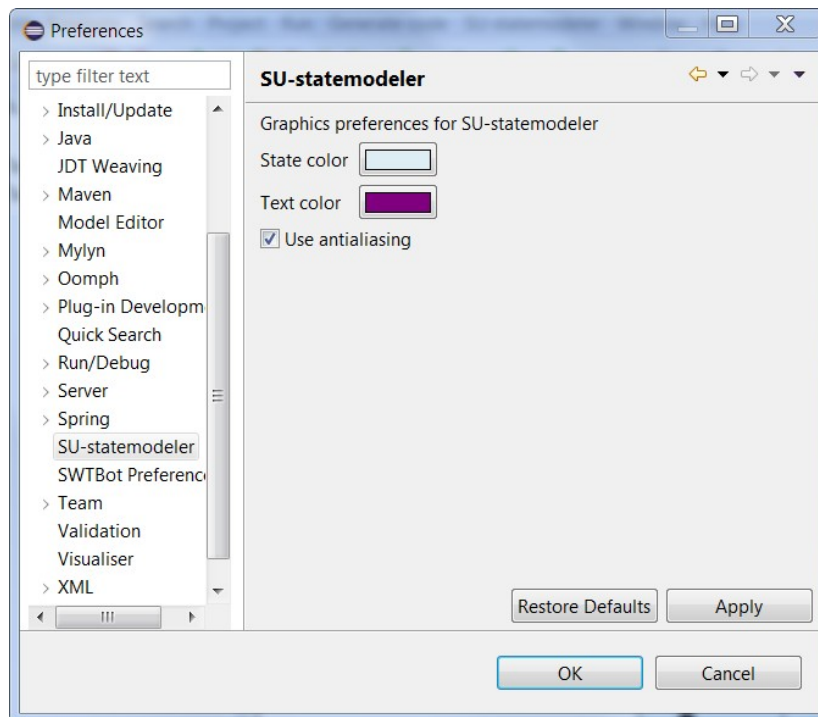 Preferences
type filter text
Install/Update
Java
JDT Weaving
Maven
Model Editor
Mylyn
Oomph
Plug-in Developm
Quick Search
Run/Debug
Server
Spring
SU-statemodeler
SWTBot Preferenc
Team
Validation
Visualiser
XML
SU-statemodeler
Graphics preferences for SU-statemodeler
State color
Text color
Use antialiasing
Restore Defaults Apply
OK Cancel